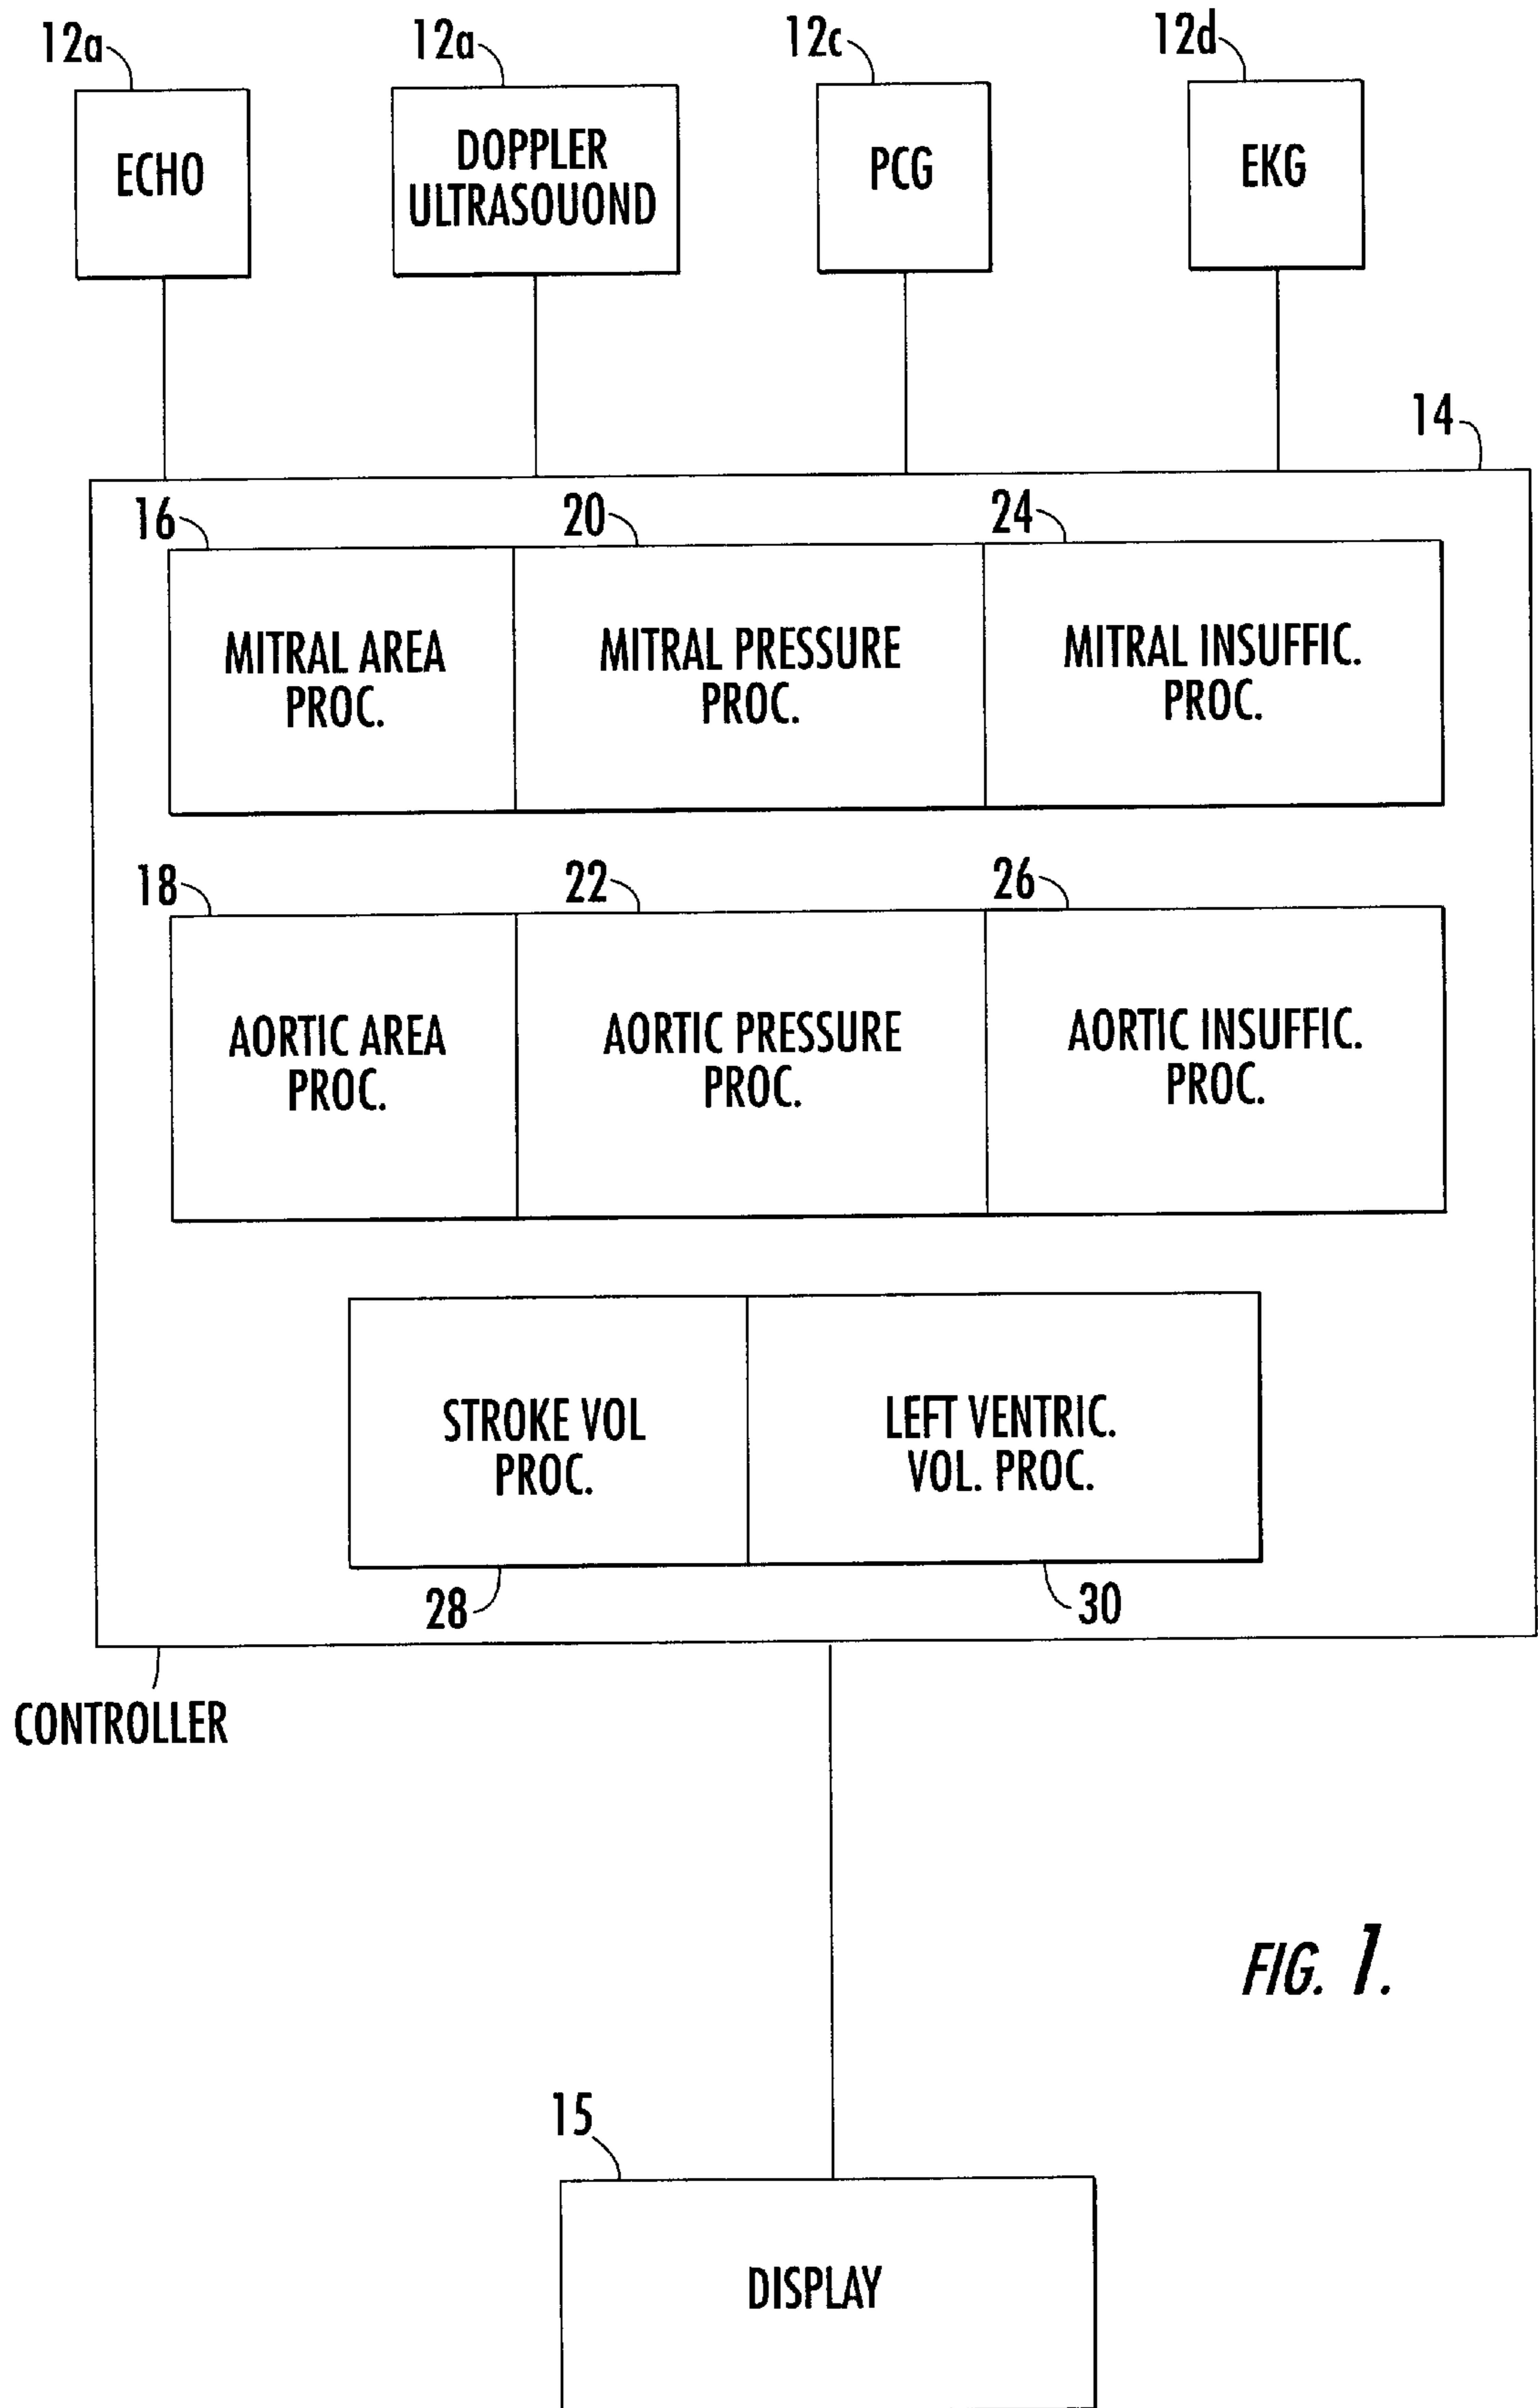 12a
12a
12c
12d
ECHO
DOPPLER
ULTRASOUOND
PCG
EKG
14
16
20
24
MITRAL AREA
PROC.
MITRAL PRESSURE
PROC.
MITRAL INSUFFIC.
PROC.
18
22
26
AORTIC AREA
PROC.
AORTIC PRESSURE
PROC.
AORTIC INSUFFIC.
PROC.
STROKE VOL
PROC.
LEFT VENTRIC.
VOL. PROC.
28
30
CONTROLLER
FIG. 1.
15
DISPLAY